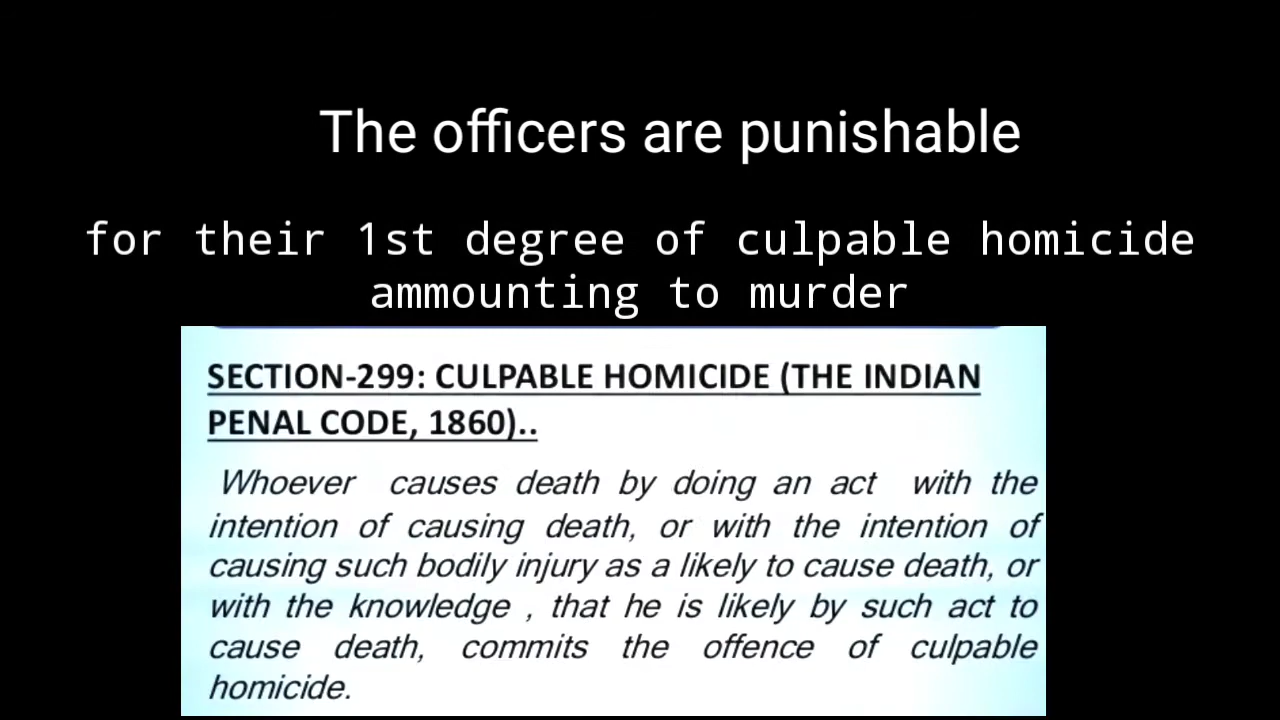 The officers are punishable
for their 1st degree of culpable homicide
ammounting to murder
SECTION-299: CULPABLE HOMICIDE (THE INDIAN
PENAL CODE, 1860)..
Whoever causes death by doing an act with the
intention of causing death, or with the intention of
causing such bodily injury as a likely to cause death, or
with the knowledge , that he is likely by such act to
cause death, commits the offence of culpable
homicide.